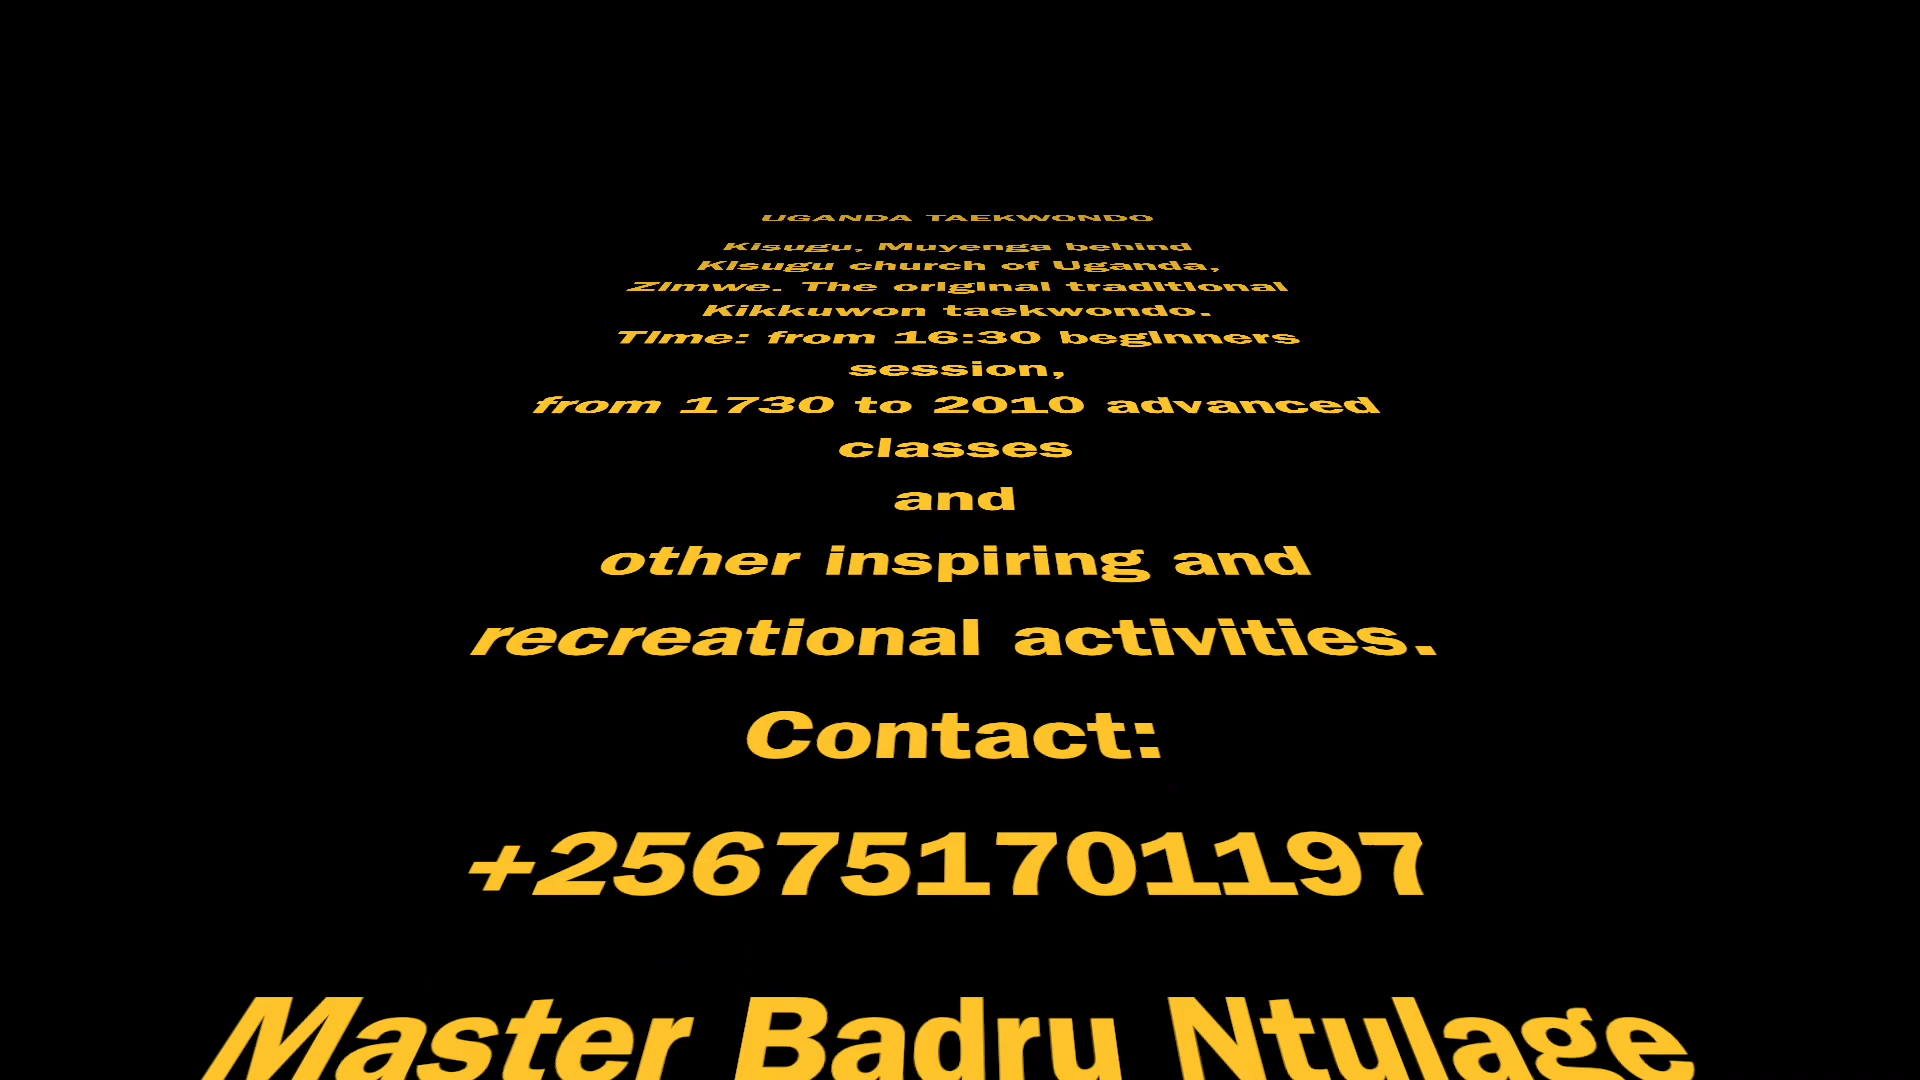 UGANDA TAEKWONDO
Kisugu, Muyenga behind
Kisugu church of Uganda,
Zimwe. The original traditional
Kikkuwon taekwondo.
Time: from 16:30 beginners
session,
from 1730 to 2010 advanced
classes
and
other inspiring and
recreational activities.
Contact:
+256751701197
Master Badru Ntulage